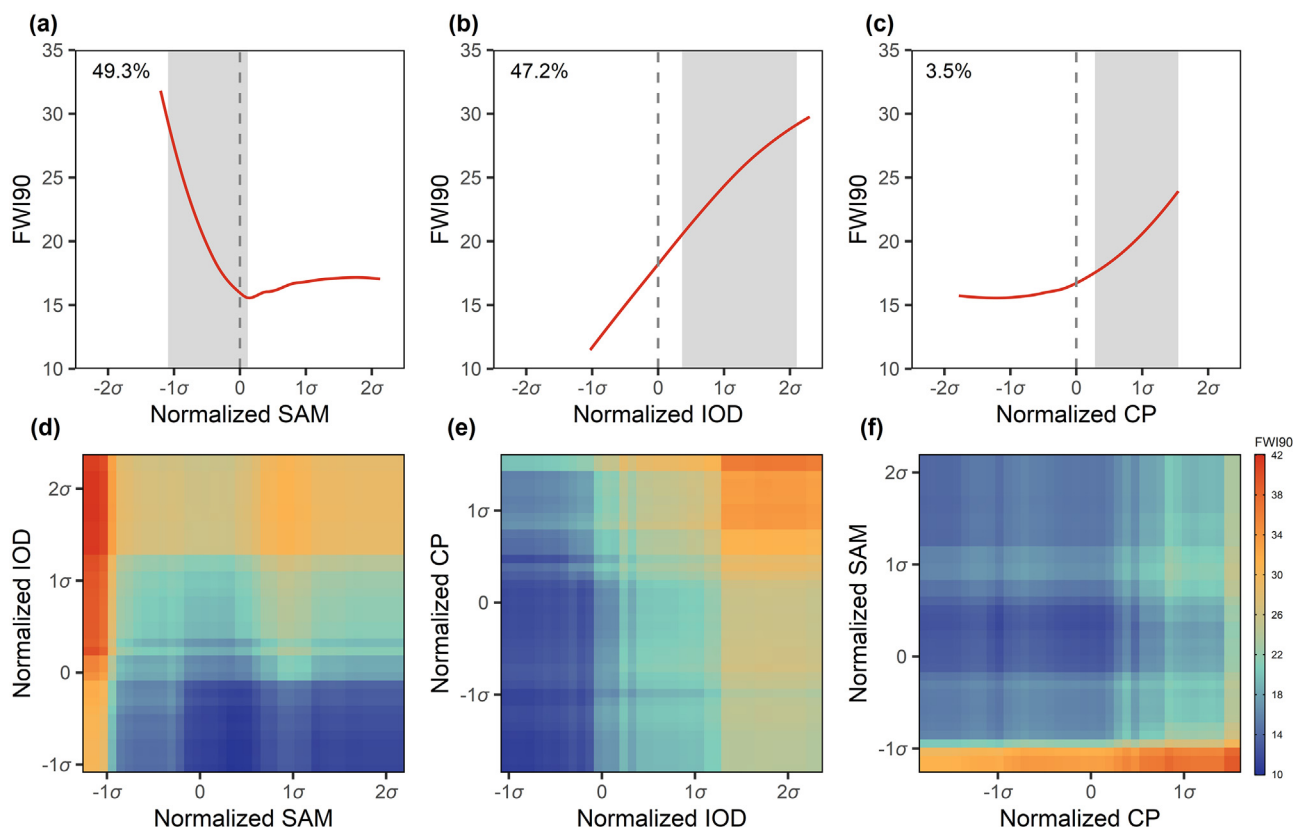 (a)
(b)
(c)
49.3%
47.2%
3.5%
FWI90
35
30
25
20
15
10
-2σ -1σ 0 1σ 2σ
Normalized SAM
FWI90
35
30
25
20
15
10
-2σ -1σ 0 1σ 2σ
Normalized IOD
FWI90
35
30
25
20
15
10
-2σ -1σ 0 1σ 2σ
Normalized CP
(d)
Normalized IOD
2σ
1σ
0
-1σ
-1σ 0 1σ 2σ
Normalized SAM
(e)
Normalized CP
1σ
0
-1σ
-1σ 0 1σ 2σ
Normalized IOD
(f)
Normalized SAM
2σ
1σ
0
-1σ
-1σ 0 1σ
Normalized CP
FWI90
42
38
34
30
26
22
18
14
10